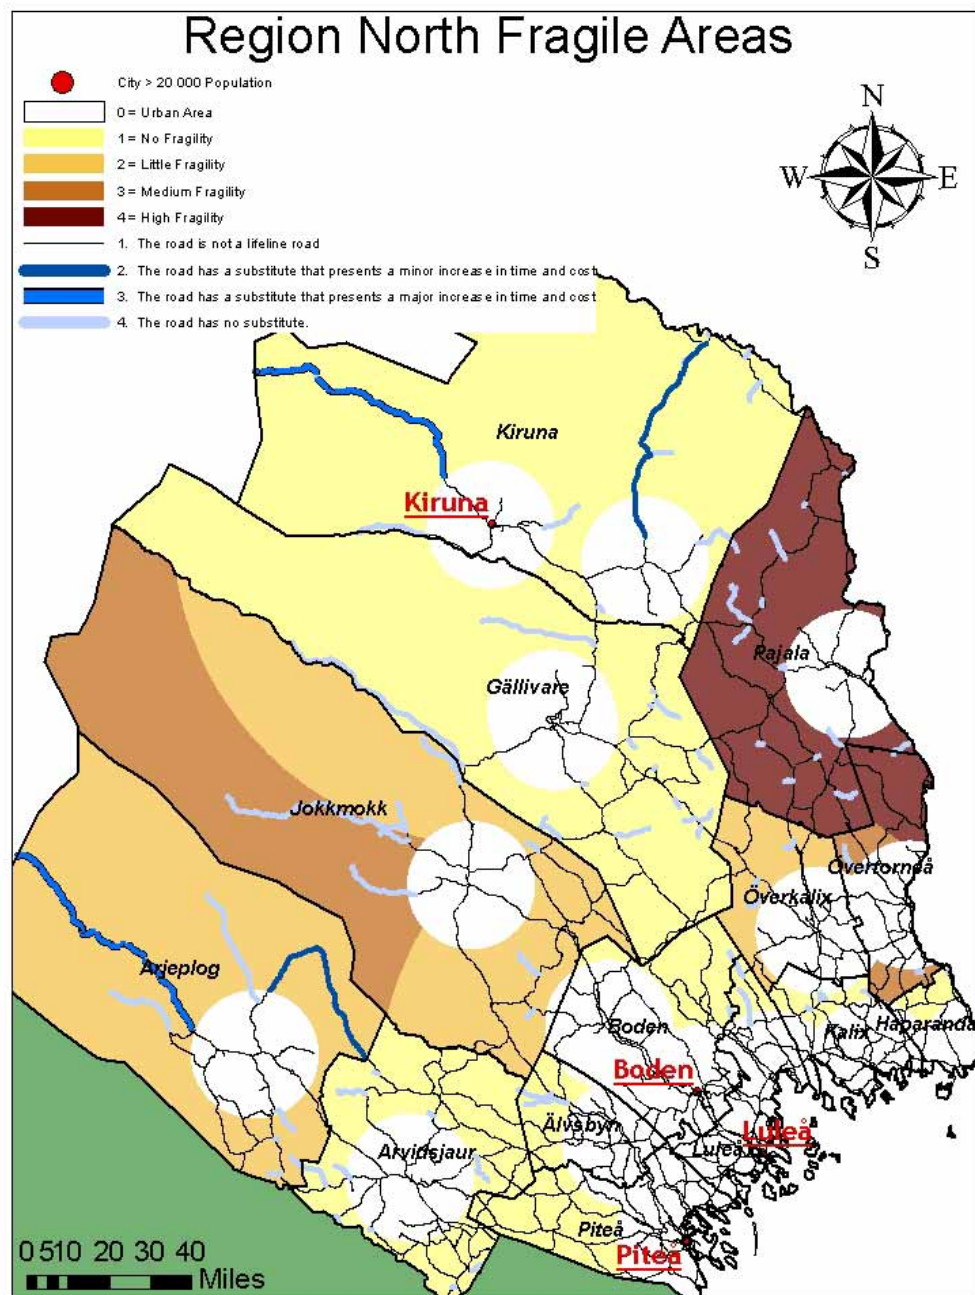 Region North Fragile Areas
City > 20 000 Population
0 = Urban Area
1 = No Fragility
2 = Little Fragility
3 = Medium Fragility
4 = High Fragility
1. The road is not a lifeline road
2. The road has a substitute that presents a minor increase in time and cost
3. The road has a substitute that presents a major increase in time and cost
4. The road has no substitute.
N
W E
S
Kiruna
Kiruna
Pajala
Gällivare
Jokkmokk
Övertorneå
Överkalix
Arjeplog
Boden
Kalix
Haparanda
Boden
Älvsbyn
Luleå
Luleå
Arvidsjaur
Piteå
Piteå
0 5 10 20 30 40
Miles